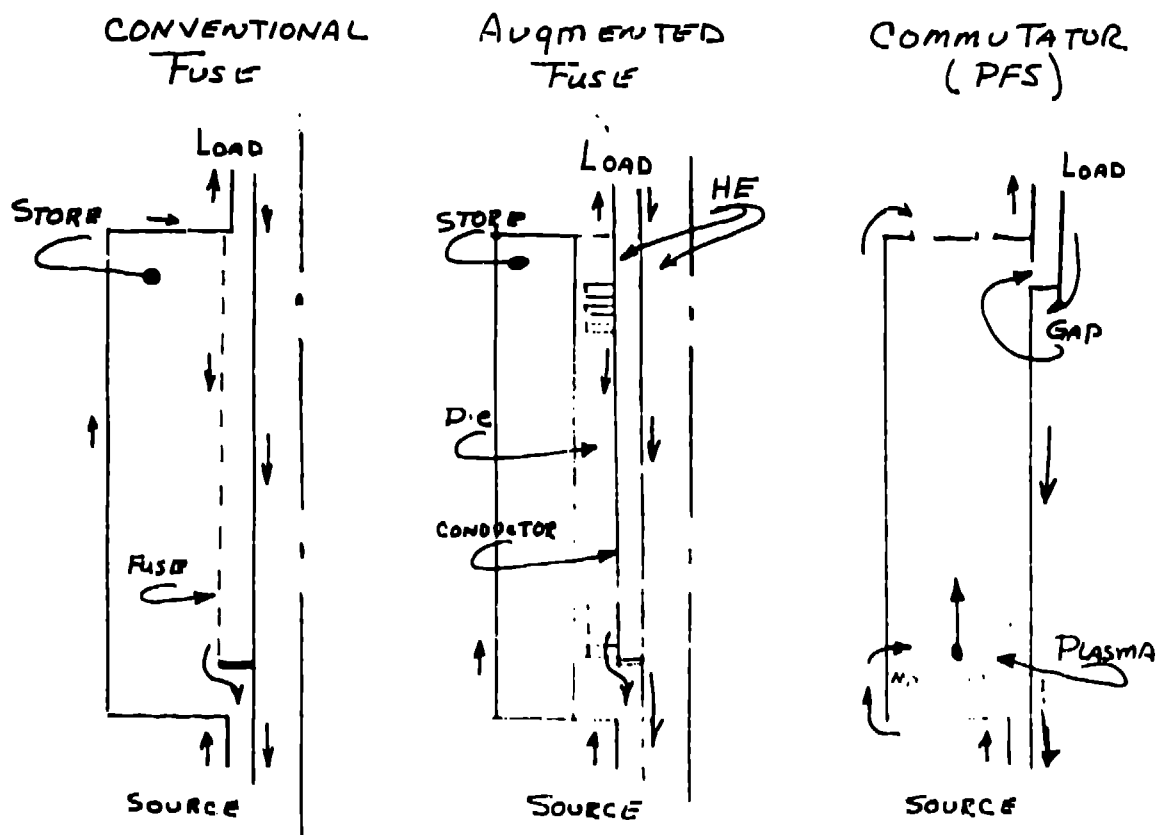 CONVENTIONAL
FUSE
LOAD
STORE
FUSE
SOURCE
AUGMENTED
FUSE
LOAD
HE
STORE
Die
CONDUCTOR
SOURCE
COMMUTATOR
(PFS)
LOAD
GAP
PLASMA
SOURCE